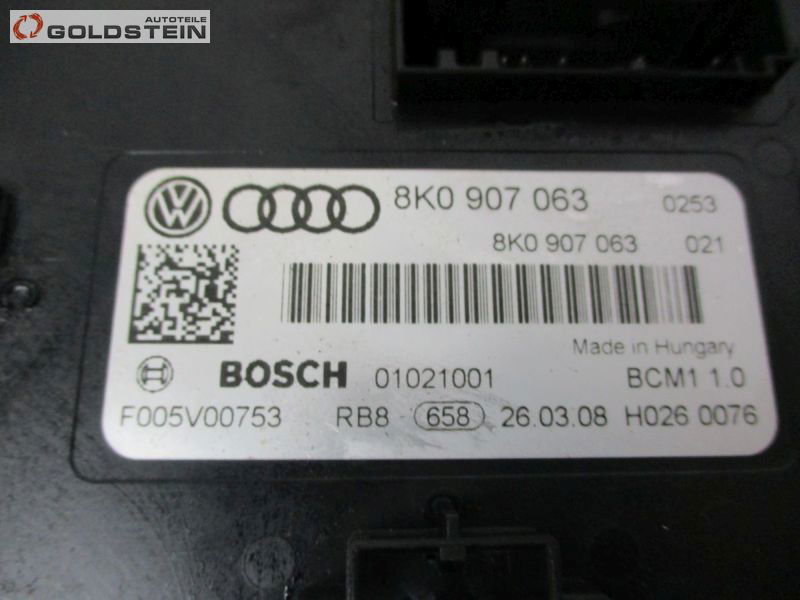 AUTOTEILE
GOLDSTEIN
8K0 907 063 0253
8K0 907 063 021
Made in Hungary
BOSCH 01021001 BCM1 1.0
F005V00753 RB8 658 26.03.08 H026 0076